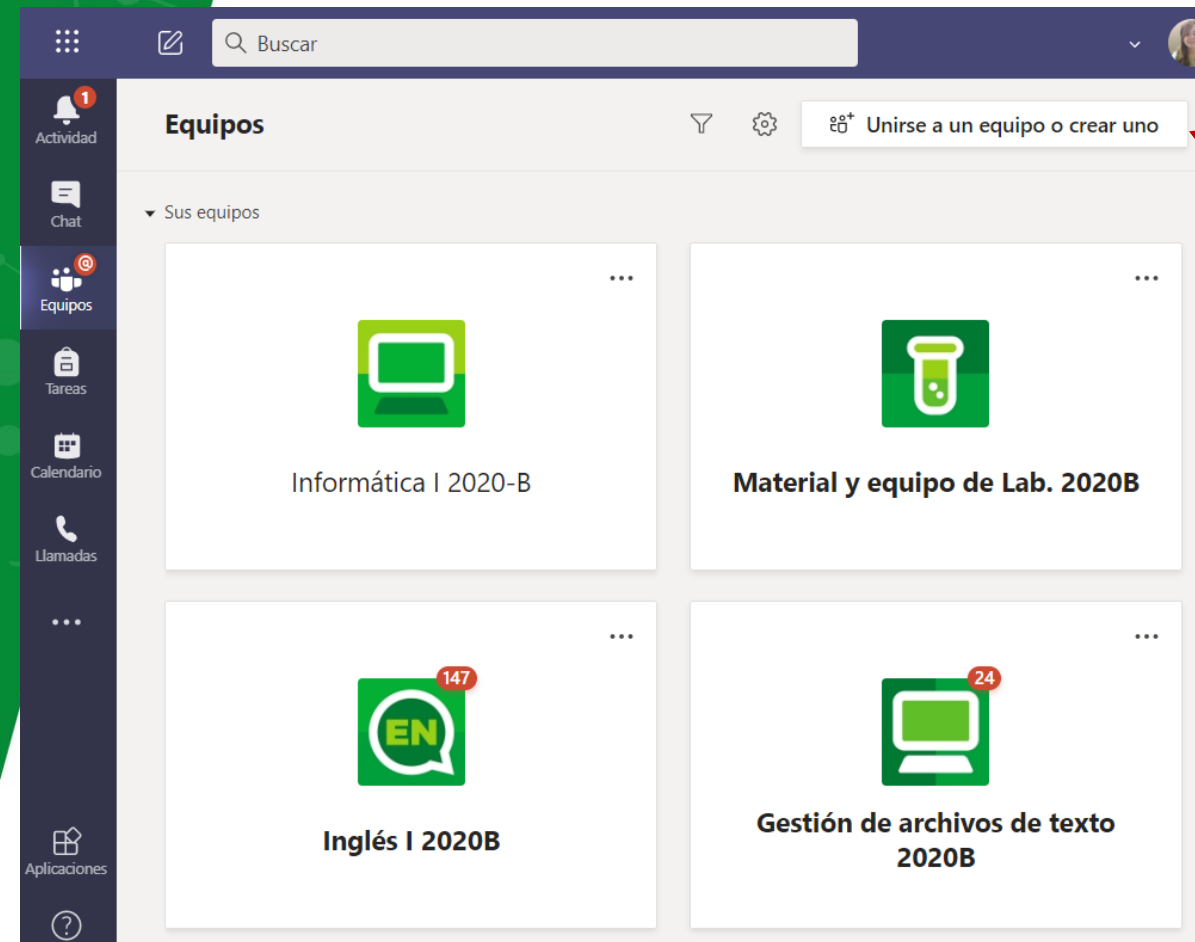 Buscar
1
Actividad
Equipos
Unirse a un equipo o crear uno
Chat
Sus equipos
@
Equipos
Tareas
Calendario
Llamadas
Informática I 2020-B
Material y equipo de Lab. 2020B
147
EN
Inglés I 2020B
24
Gestión de archivos de texto
2020B
Aplicaciones
?